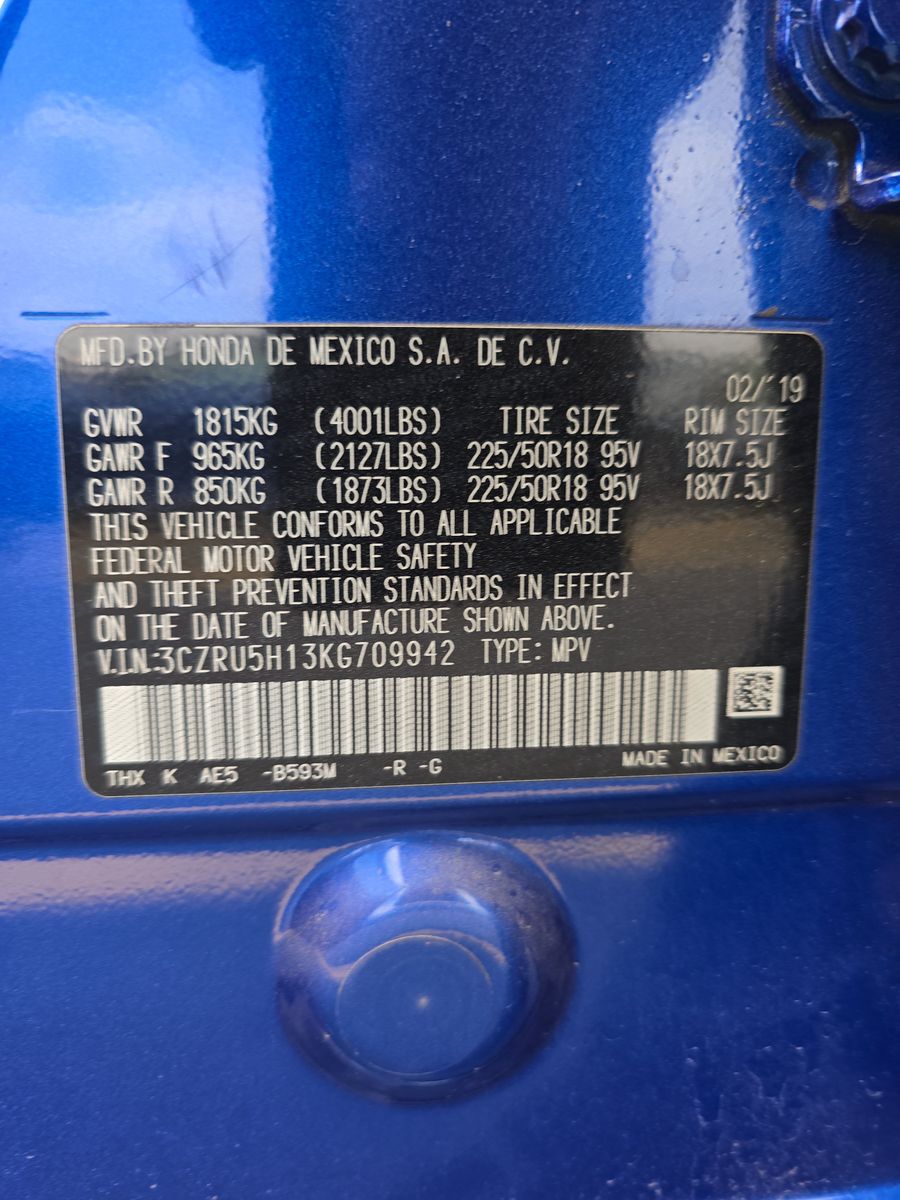 MFD.BY HONDA DE MEXICO S.A. DE C.V.
02/'19
GVWR 1815KG (4001LBS) TIRE SIZE RIM SIZE
GAWR F 965KG (2127LBS) 225/50R18 95V 18X7.5J
GAWR R 850KG (1873LBS) 225/50R18 95V 18X7.5J
THIS VEHICLE CONFORMS TO ALL APPLICABLE
FEDERAL MOTOR VEHICLE SAFETY
AND THEFT PREVENTION STANDARDS IN EFFECT
ON THE DATE OF MANUFACTURE SHOWN ABOVE.
V.I.N.:3CZRU5H13KG709942 TYPE: MPV
THX K AE5 -B593M -R -G MADE IN MEXICO